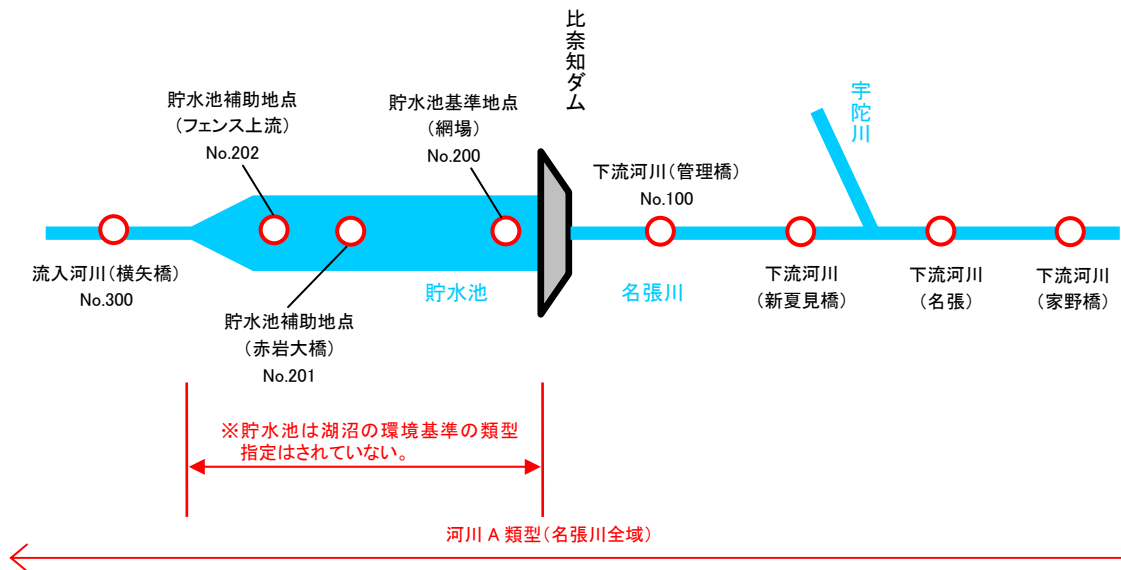 比奈知ダム
宇陀川
貯水池補助地点
(フェンス上流)
No.202
貯水池基準地点
(網場)
No.200
下流河川(管理橋)
No.100
流入河川(横矢橋)
No.300
貯水池補助地点
(赤岩大橋)
No.201
貯水池
名張川
下流河川
(新夏見橋)
下流河川
(名張)
下流河川
(家野橋)
※貯水池は湖沼の環境基準の類型
指定はされていない。
河川 A 類型(名張川全域)